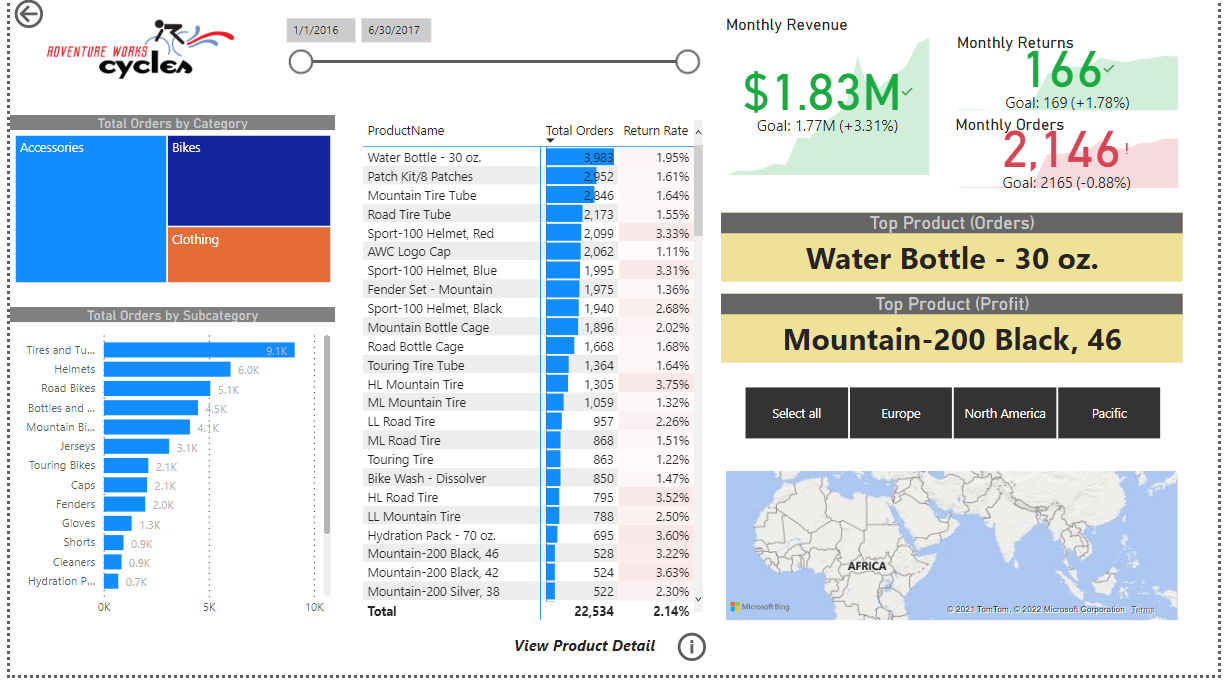 ADVENTURE WORKS
cycles
1/1/2016 6/30/2017
Total Orders by Category
Accessories
Bikes
Clothing
Total Orders by Subcategory
Tires and Tu... 9.1K
Helmets 6.0K
Road Bikes 5.1K
Bottles and ... 4.5K
Mountain Bi... 4.1K
Jerseys 3.1K
Touring Bikes 2.1K
Caps 2.1K
Fenders 2.0K
Gloves 1.3K
Shorts 0.9K
Cleaners 0.9K
Hydration P... 0.7K
0K 5K 10K
ProductName Total Orders Return Rate
Water Bottle - 30 oz. 3,983 1.95%
Patch Kit/8 Patches 2,952 1.61%
Mountain Tire Tube 2,846 1.64%
Road Tire Tube 2,173 1.55%
Sport-100 Helmet, Red 2,099 3.33%
AWC Logo Cap 2,062 1.11%
Sport-100 Helmet, Blue 1,995 3.31%
Fender Set - Mountain 1,975 1.36%
Sport-100 Helmet, Black 1,940 2.68%
Mountain Bottle Cage 1,896 2.02%
Road Bottle Cage 1,668 1.68%
Touring Tire Tube 1,364 1.64%
HL Mountain Tire 1,305 3.75%
ML Mountain Tire 1,059 1.32%
LL Road Tire 957 2.26%
ML Road Tire 868 1.51%
Touring Tire 863 1.22%
Bike Wash - Dissolver 850 1.47%
HL Road Tire 795 3.52%
LL Mountain Tire 788 2.50%
Hydration Pack - 70 oz. 695 3.60%
Mountain-200 Black, 46 528 3.22%
Mountain-200 Black, 42 524 3.63%
Mountain-200 Silver, 38 522 2.30%
Total 22,534 2.14%
View Product Detail
Monthly Revenue
$1.83M
Goal: 1.77M (+3.31%)
Monthly Returns
166
Goal: 169 (+1.78%)
Monthly Orders
2,146!
Goal: 2165 (-0.88%)
Top Product (Orders)
Water Bottle - 30 oz.
Top Product (Profit)
Mountain-200 Black, 46
Select all Europe North America Pacific
AFRICA
Microsoft Bing
© 2021 TomTom, © 2022 Microsoft Corporation Terms